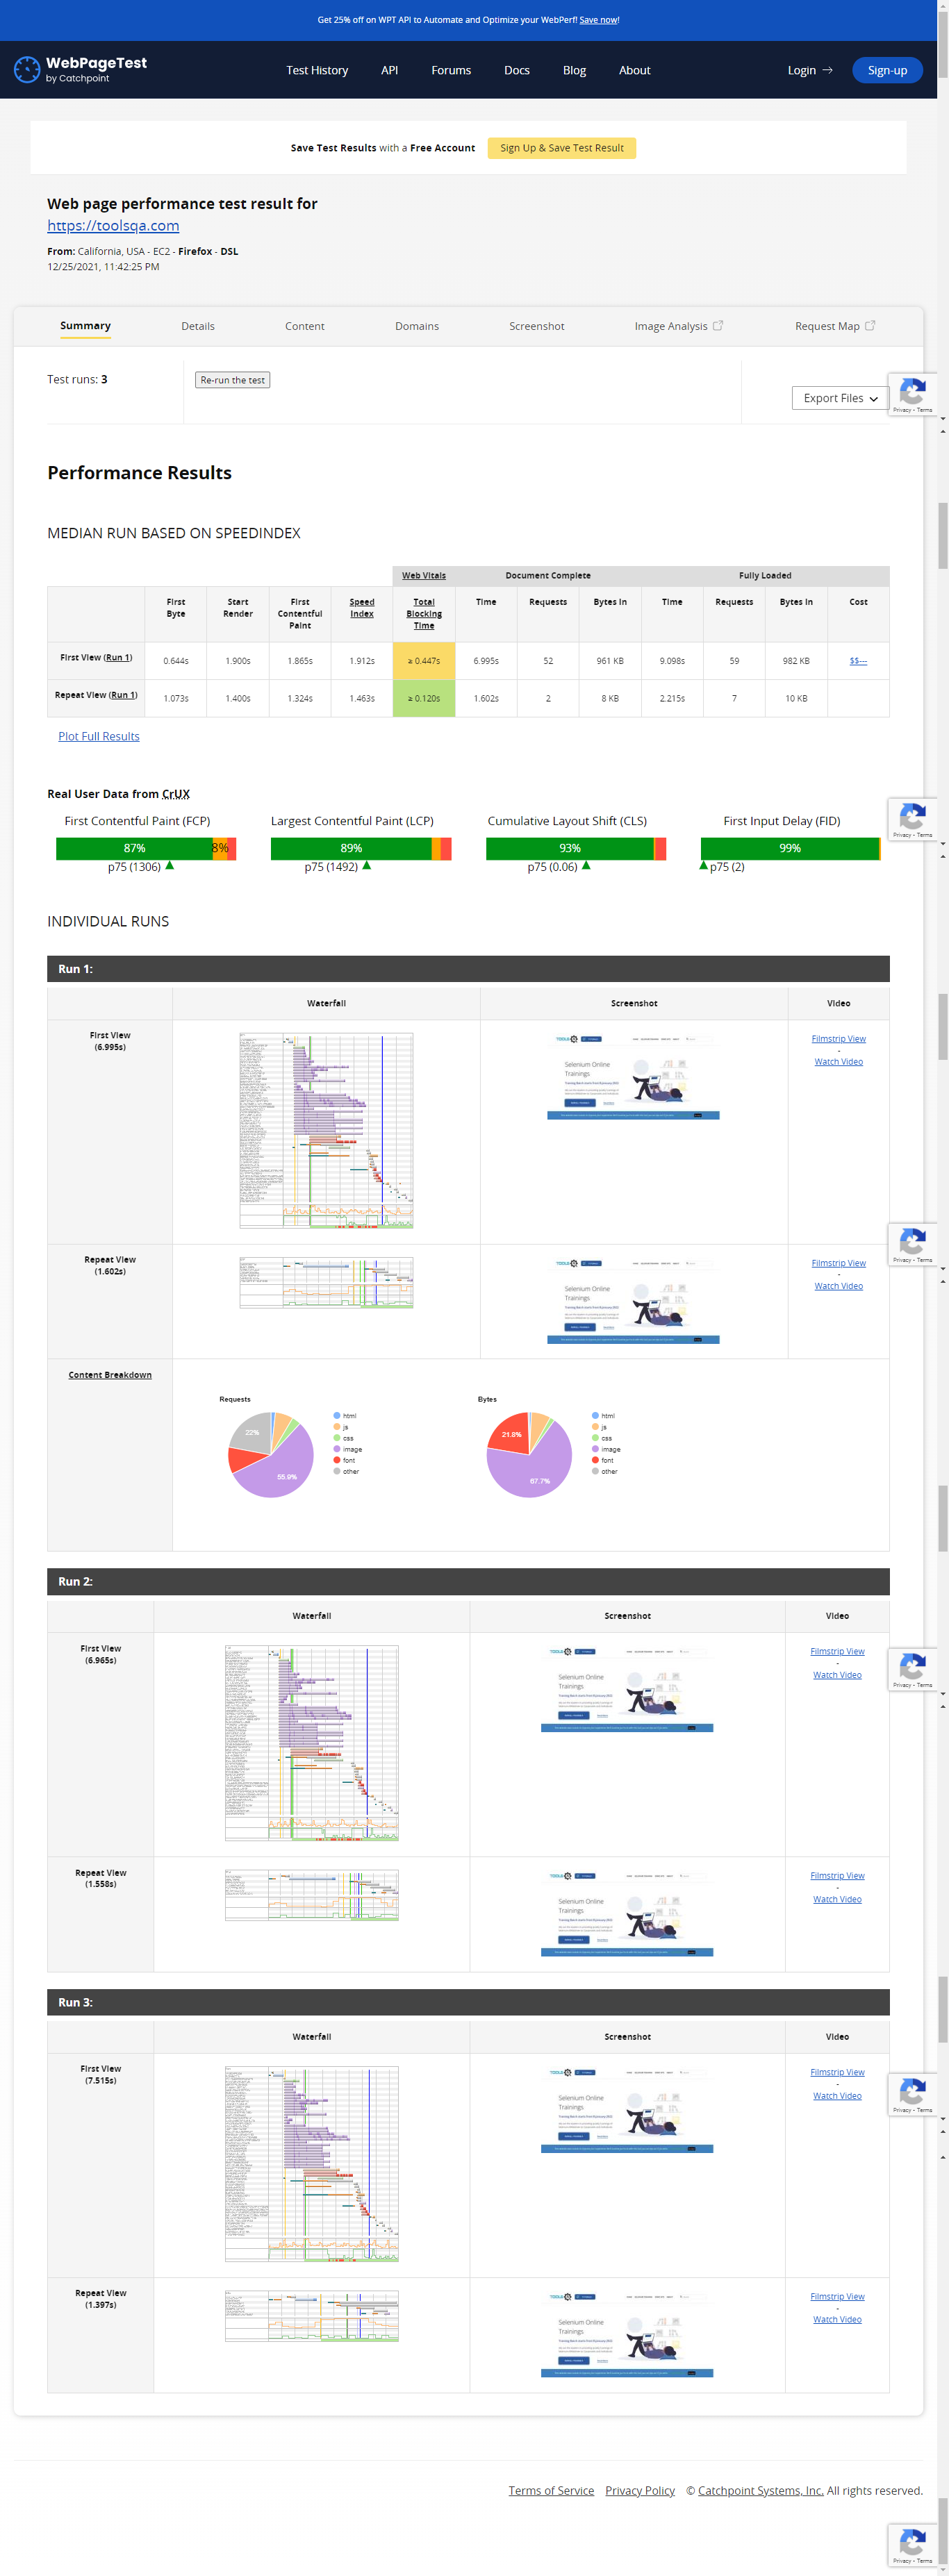 Get 25% off on WPT API to Automate and Optimize your WebPerf! Save now!
WebPageTest
by Catchpoint
Test History API Forums Docs Blog About Login Sign-up
Save Test Results with a Free Account Sign Up & Save Test Result
Web page performance test result for
https://toolsqa.com
From: California, USA - EC2 - Firefox - DSL
12/25/2021, 11:42:25 PM
Summary Details Content Domains Screenshot Image Analysis Request Map
Test runs: 3 Re-run the test
Export Files
Privacy - Terms
Performance Results
MEDIAN RUN BASED ON SPEEDINDEX
Web Vitals Document Complete Fully Loaded
First Byte Start Render First Contentful Paint Speed Index Total Blocking Time Time Requests Bytes In Time Requests Bytes In Cost
First View (Run 1) 0.644s 1.900s 1.865s 1.912s ≥ 0.447s 6.995s 52 961 KB 9.098s 59 982 KB $$---
Repeat View (Run 1) 1.073s 1.400s 1.324s 1.463s ≥ 0.120s 1.602s 2 8 KB 2.215s 7 10 KB
Plot Full Results
Real User Data from CrUX
First Contentful Paint (FCP) Largest Contentful Paint (LCP) Cumulative Layout Shift (CLS) First Input Delay (FID)
Privacy - Terms
87% 8% 89% 93% 99%
p75 (1306) p75 (1492) p75 (0.06) p75 (2)
INDIVIDUAL RUNS
Run 1:
Waterfall Screenshot Video
First View
(6.995s)
Selenium Online
Trainings
Filmstrip View
-
Watch Video
Repeat View
(1.602s)
Selenium Online
Trainings
Filmstrip View
-
Watch Video
Privacy - Terms
Content Breakdown
Requests
22%
55.9%
html
js
css
image
font
other
Bytes
21.8%
67.7%
html
js
css
image
font
other
Run 2:
Waterfall Screenshot Video
First View
(6.965s)
Selenium Online
Trainings
Filmstrip View
-
Watch Video
Privacy - Terms
Repeat View
(1.558s)
Selenium Online
Trainings
Filmstrip View
-
Watch Video
Run 3:
Waterfall Screenshot Video
First View
(7.515s)
Selenium Online
Trainings
Filmstrip View
-
Watch Video
Privacy - Terms
Repeat View
(1.397s)
Selenium Online
Trainings
Filmstrip View
-
Watch Video
Terms of Service Privacy Policy © Catchpoint Systems, Inc. All rights reserved.
Privacy - Terms